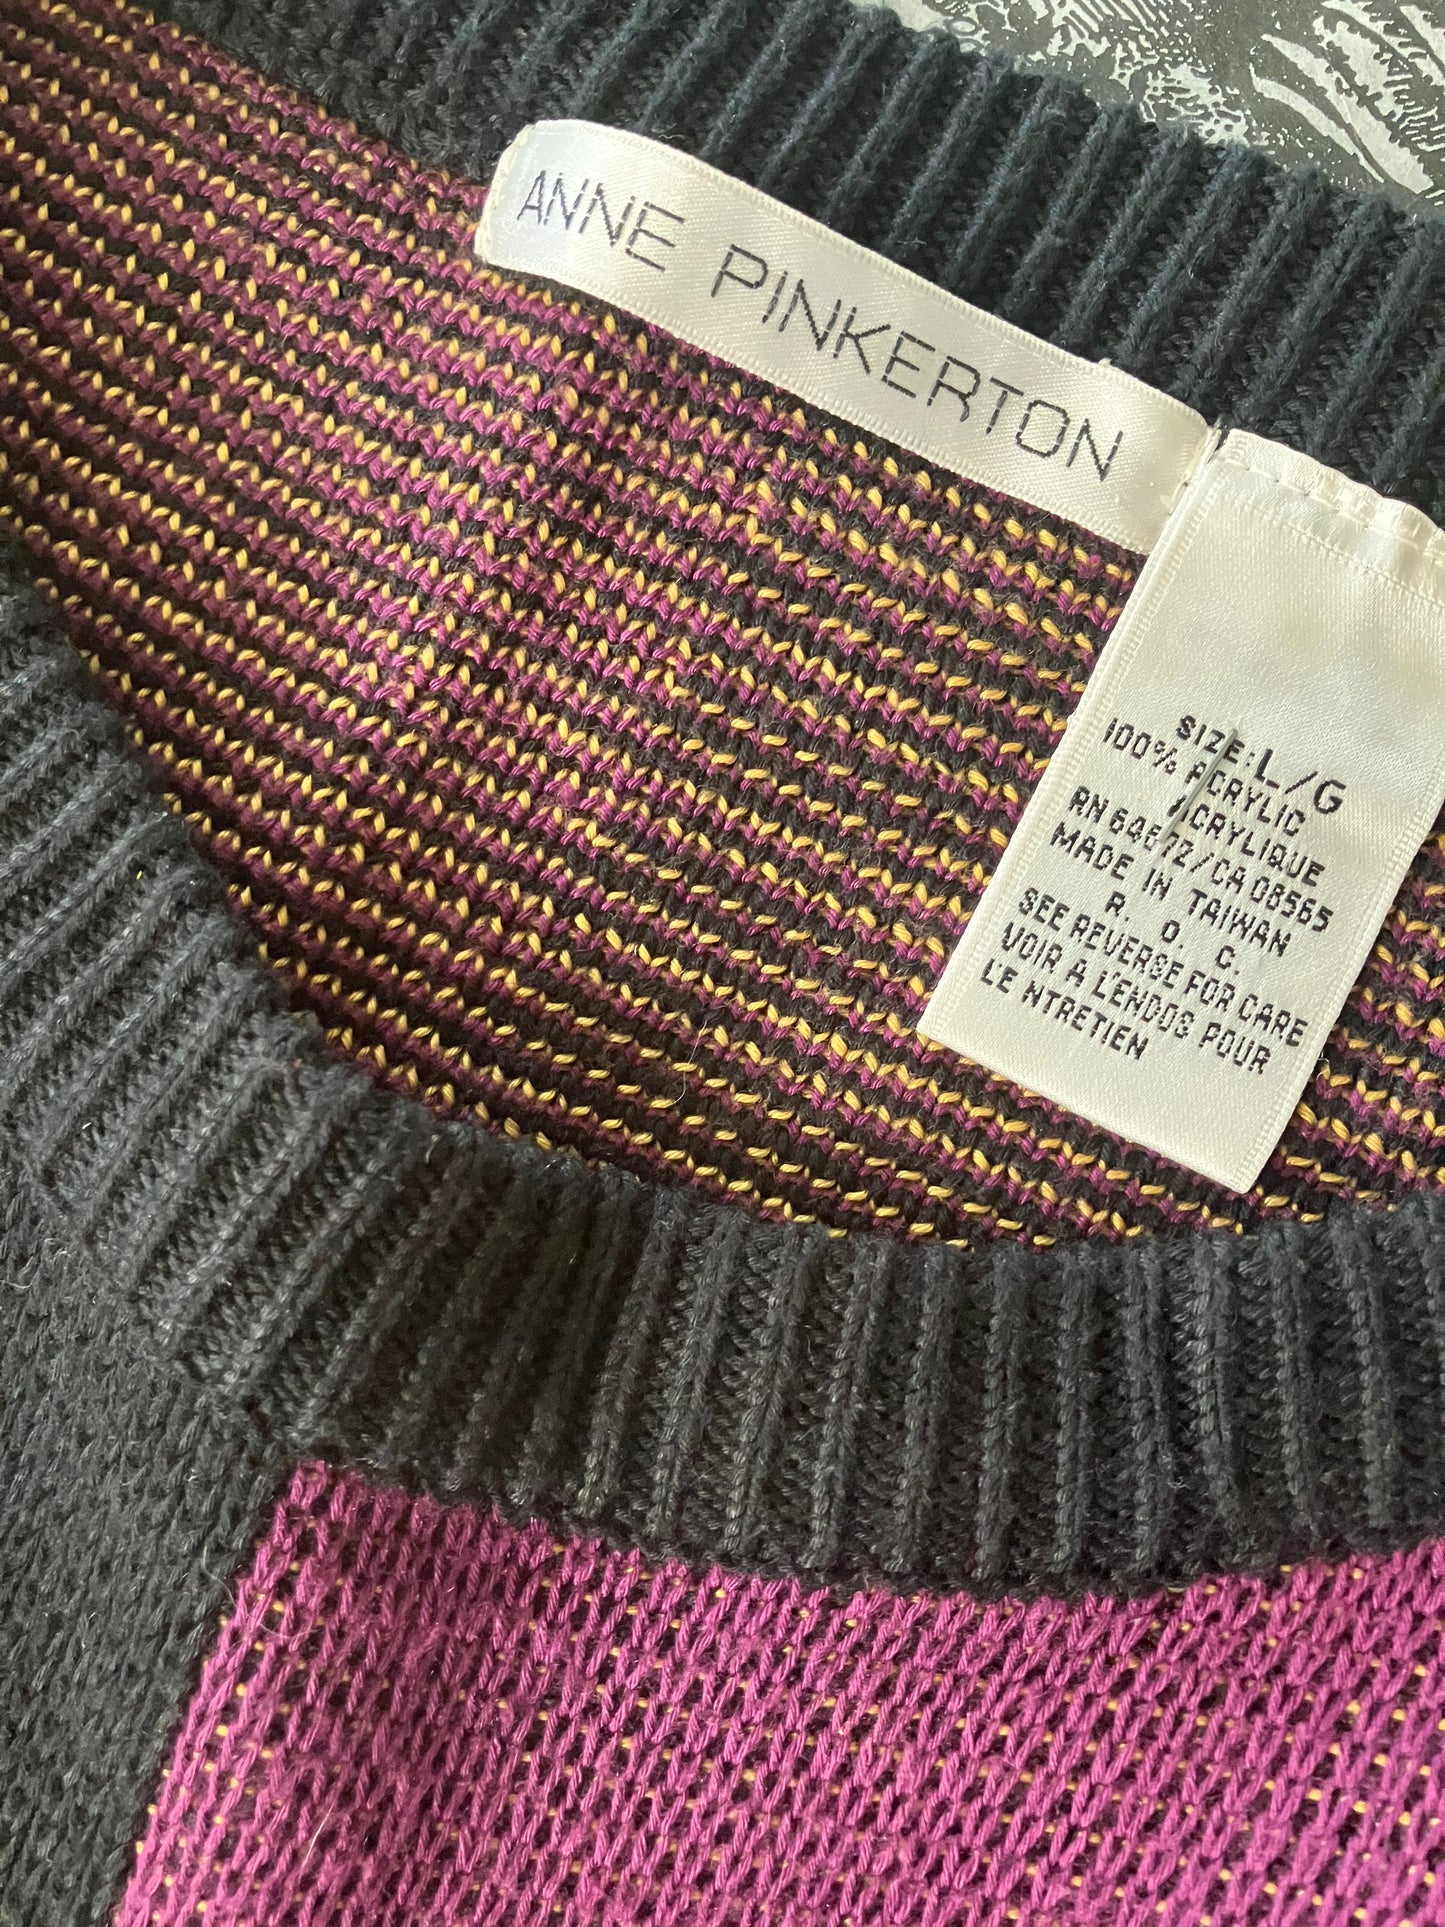 ANNE PINKERTON
SIZE: L/G
100% ACRYLIC
ACRYLIQUE
RN 64672/CA 08565
MADE IN TAIWAN
R. O. C.
SEE REVERSE FOR CARE
VOIR À L'ENDOS POUR
L'E NTRETIEN